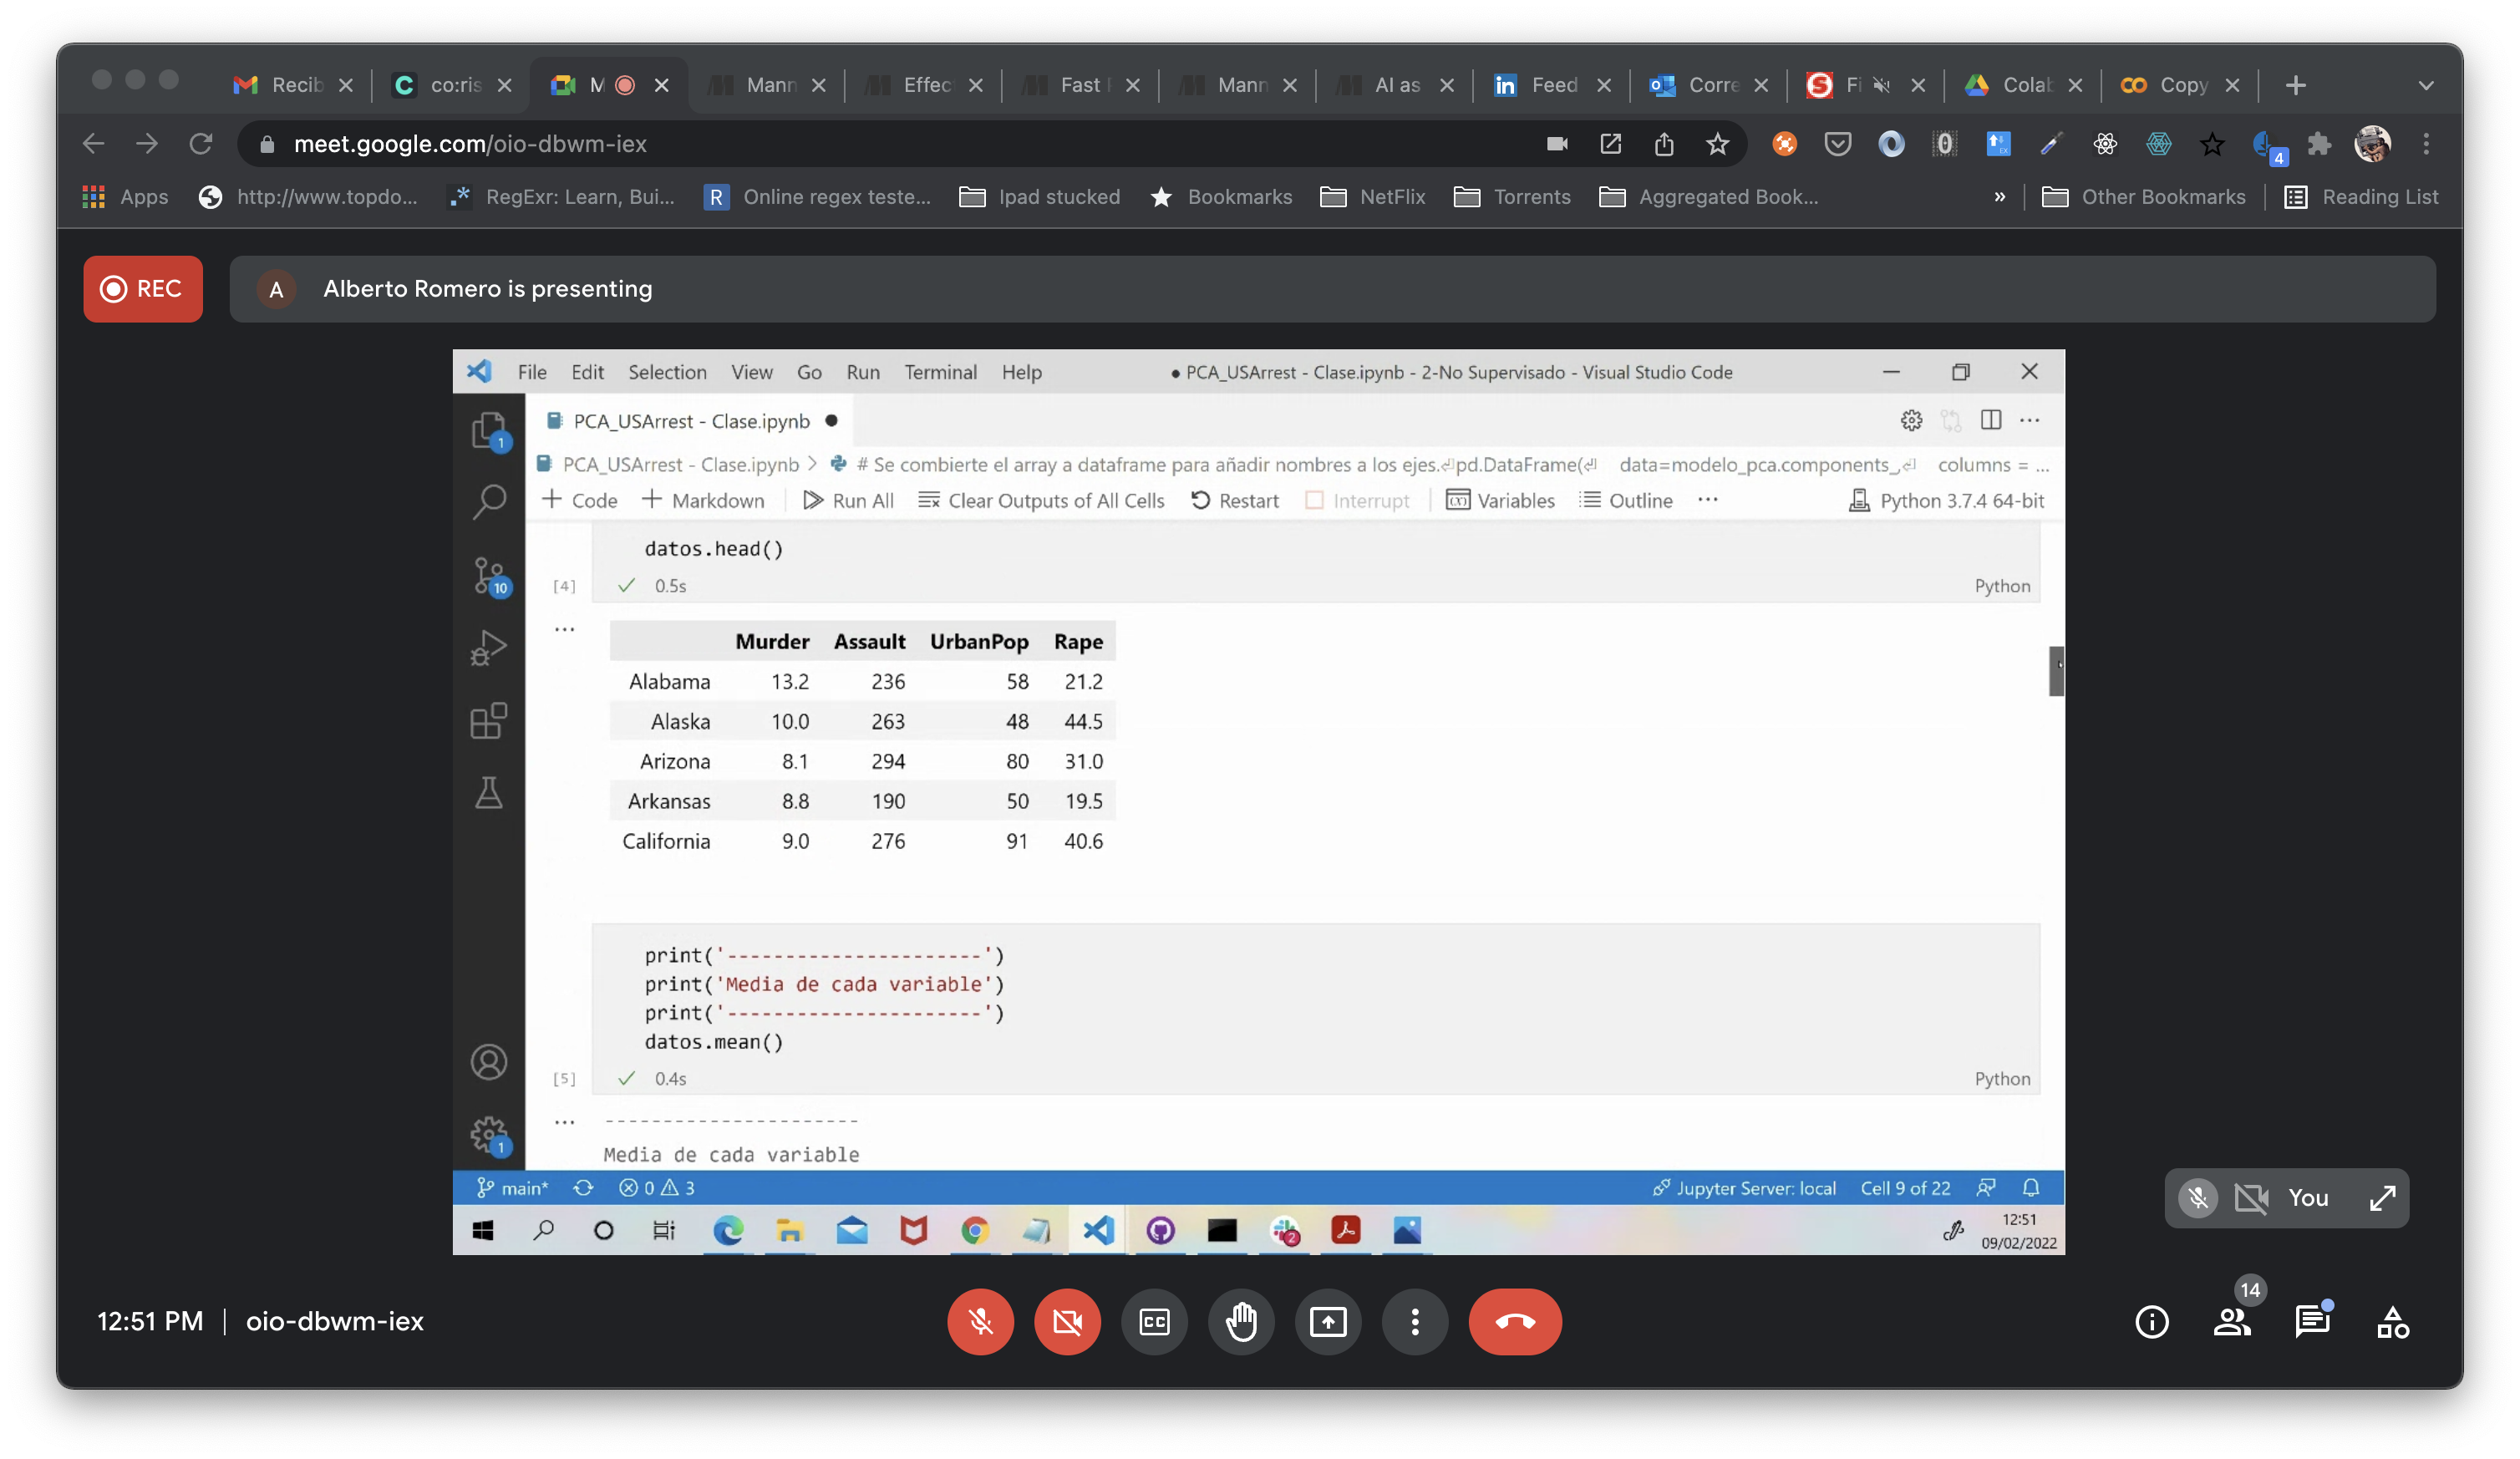 Recib
co:ris
M
Mann
Effec
Fast
Mann
AI as
Feed
Corre
Fi
Colab
Copy
meet.google.com/oio-dbwm-iex
4
Apps
http://www.topdo...
RegExr: Learn, Bui...
R Online regex teste...
Ipad stucked
Bookmarks
NetFlix
Torrents
Aggregated Book...
»
Other Bookmarks
Reading List
REC
A Alberto Romero is presenting
File Edit Selection View Go Run Terminal Help ● PCA_USArrest - Clase.ipynb - 2-No Supervisado - Visual Studio Code
PCA_USArrest - Clase.ipynb ●
PCA_USArrest - Clase.ipynb > # Se combierte el array a dataframe para añadir nombres a los ejes.⏎pd.DataFrame(⏎ data=modelo_pca.components_,⏎ columns = ...
+ Code + Markdown Run All Clear Outputs of All Cells Restart Interrupt Variables Outline ... Python 3.7.4 64-bit
1
10
datos.head()
[4] ✓ 0.5s Python
Murder Assault UrbanPop Rape
Alabama 13.2 236 58 21.2
Alaska 10.0 263 48 44.5
Arizona 8.1 294 80 31.0
Arkansas 8.8 190 50 19.5
California 9.0 276 91 40.6
print('----------------------')
print('Media de cada variable')
print('----------------------')
datos.mean()
[5] ✓ 0.4s Python
----------------------
Media de cada variable
1
main* 0 3 Jupyter Server: local Cell 9 of 22
2
12:51
09/02/2022
You
12:51 PM | oio-dbwm-iex
CC
14